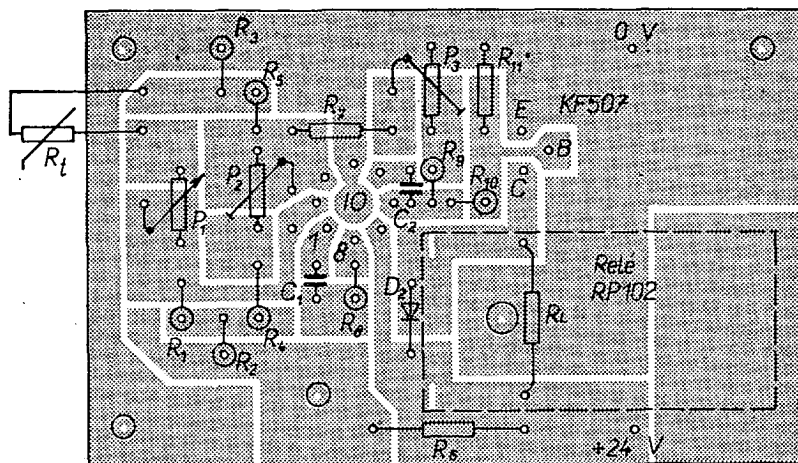 R3
0 V
R5
P3
R11
R7
E
KF507
Rt
B
P2
R9
R10
C
P1
IO
C2
1
8
Relé
RP102
C1
D2
RL
R1
R4
R8
R2
R6
+24 V